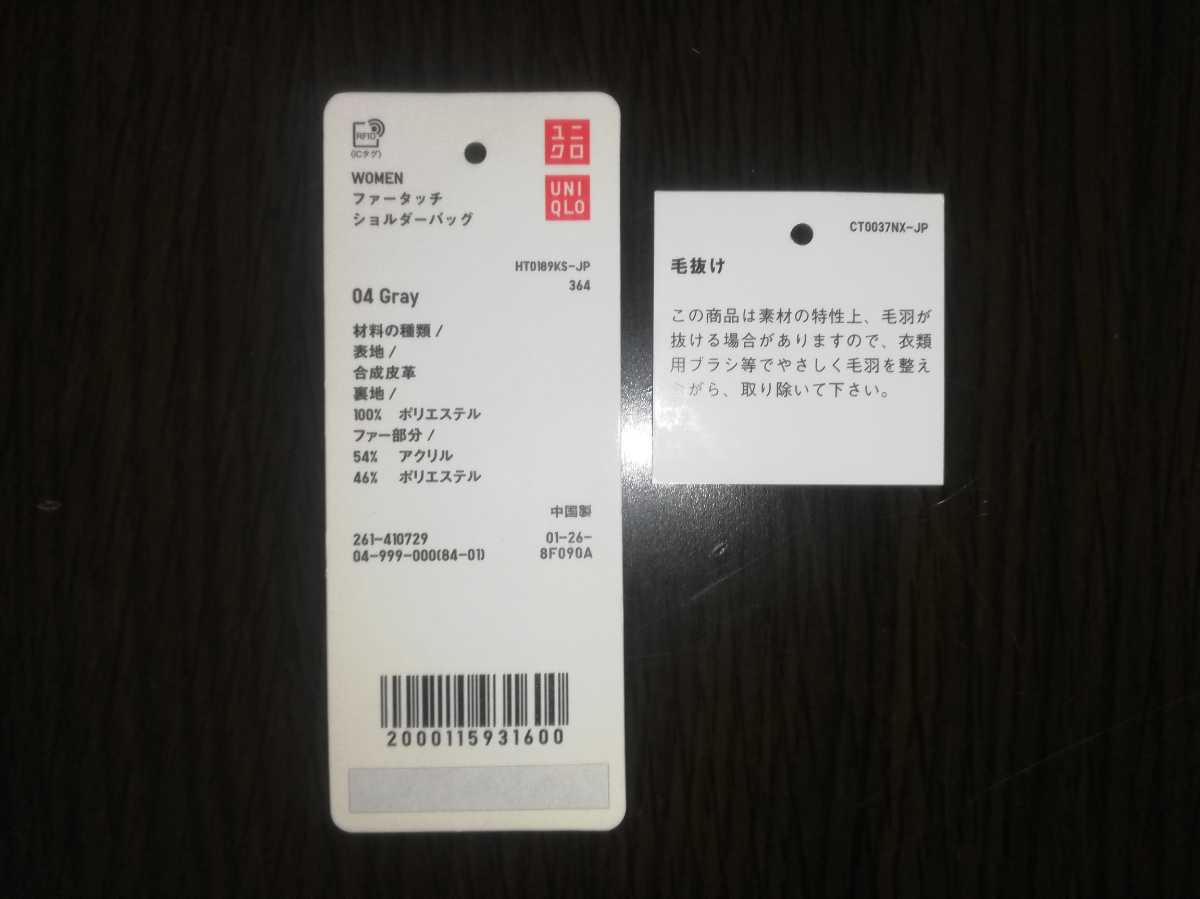 RFID
(ICタグ)
ユニ
クロ
UNI
QLO
WOMEN
ファータッチ
ショルダーバッグ
HT0189KS-JP
364
04 Gray
材料の種類 /
表地 /
合成皮革
裏地 /
100% ポリエステル
ファー部分 /
54% アクリル
46% ポリエステル
中国製
261-410729
04-999-000(84-01)
01-26-
8F090A
2000115931600
CT0037NX-JP
毛抜け
この商品は素材の特性上、毛羽が
抜ける場合がありますので、衣類
用ブラシ等でやさしく毛羽を整え
ながら、取り除いて下さい。